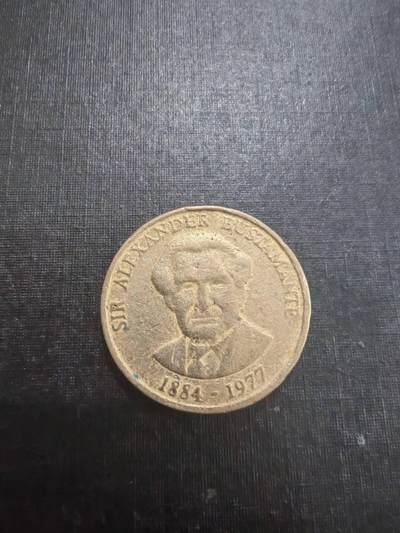 SIR ALEXANDER BUSTAMANTE
1884 - 1977